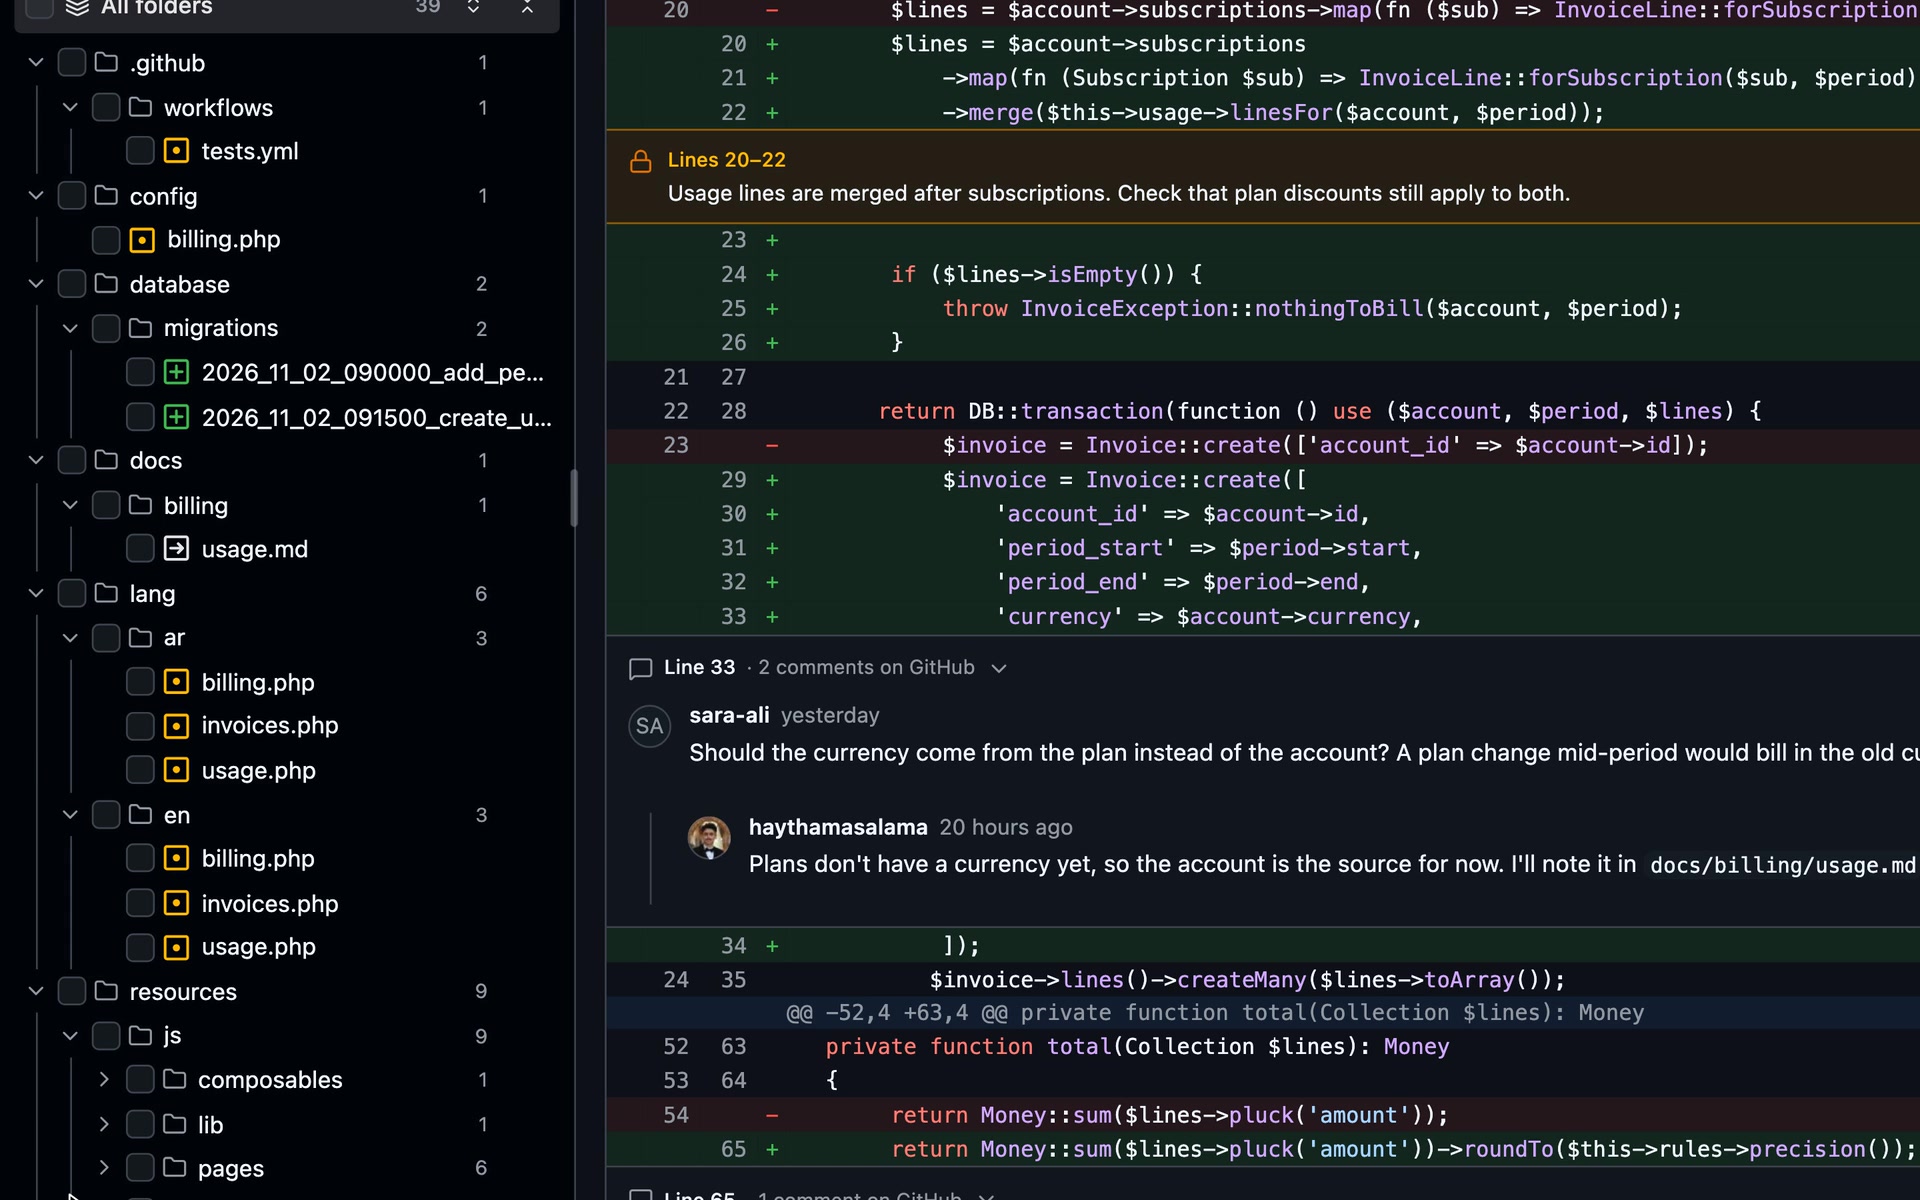 All folders 39
.github 1
workflows 1
tests.yml
config 1
billing.php
database 2
migrations 2
2026_11_02_090000_add_pe...
2026_11_02_091500_create_u...
docs 1
billing 1
usage.md
lang 6
ar 3
billing.php
invoices.php
usage.php
en 3
billing.php
invoices.php
usage.php
resources 9
js 9
composables 1
lib 1
pages 6
20 - $lines = $account->subscriptions->map(fn ($sub) => InvoiceLine::forSubscription
20 + $lines = $account->subscriptions
21 + ->map(fn (Subscription $sub) => InvoiceLine::forSubscription($sub, $period)
22 + ->merge($this->usage->linesFor($account, $period));
Lines 20–22
Usage lines are merged after subscriptions. Check that plan discounts still apply to both.
23 +
24 + if ($lines->isEmpty()) {
25 + throw InvoiceException::nothingToBill($account, $period);
26 + }
21 27
22 28 return DB::transaction(function () use ($account, $period, $lines) {
23 - $invoice = Invoice::create(['account_id' => $account->id]);
29 + $invoice = Invoice::create([
30 + 'account_id' => $account->id,
31 + 'period_start' => $period->start,
32 + 'period_end' => $period->end,
33 + 'currency' => $account->currency,
Line 33 · 2 comments on GitHub
SA sara-ali yesterday
Should the currency come from the plan instead of the account? A plan change mid-period would bill in the old
haythamasalama 20 hours ago
Plans don't have a currency yet, so the account is the source for now. I'll note it in docs/billing/usage.md
34 + ]);
24 35 $invoice->lines()->createMany($lines->toArray());
@@ -52,4 +63,4 @@ private function total(Collection $lines): Money
52 63 private function total(Collection $lines): Money
53 64 {
54 - return Money::sum($lines->pluck('amount'));
65 + return Money::sum($lines->pluck('amount'))->roundTo($this->rules->precision());
Line 65 · 1 comment on GitHub